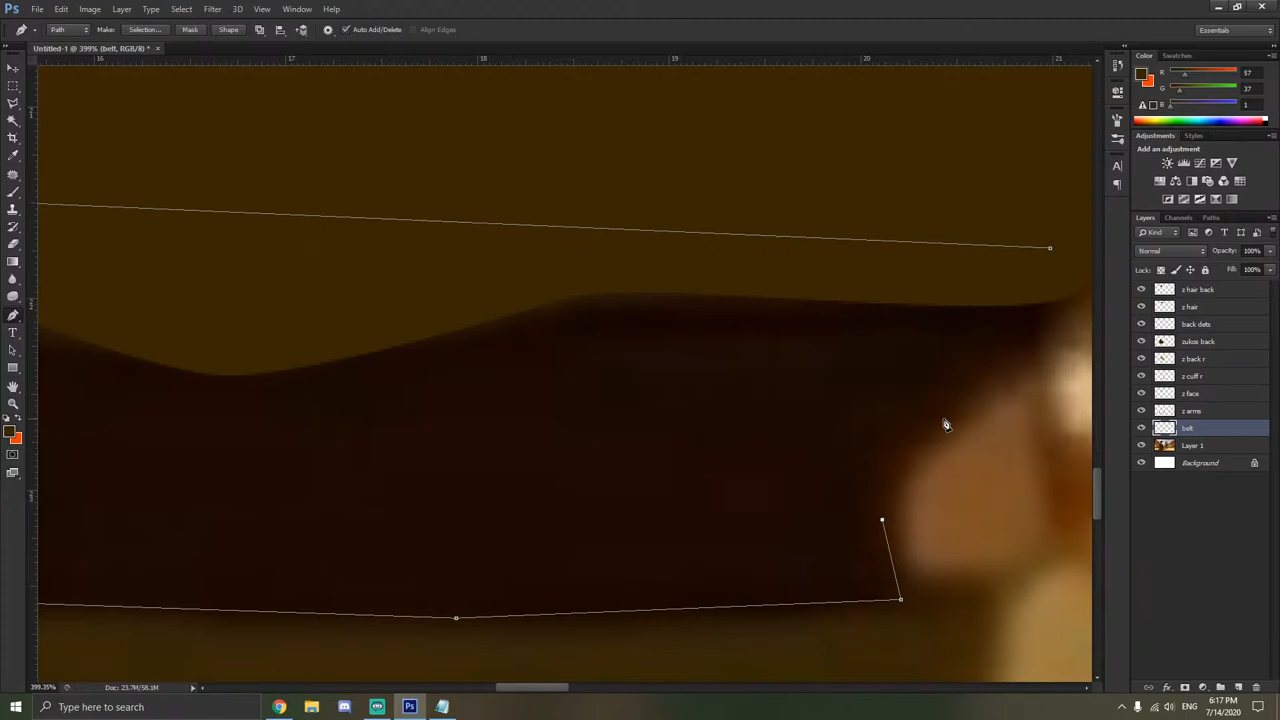 Ps File Edit Image Layer Type Select Filter 3D View Window Help
Path Make: Selection... Mask Shape Auto Add/Delete Align Edges Essentials
Untitled-1 @ 399% (belt, RGB/8) * ×
16 17 18 19 20 21
Color Swatches
R 57
G 37
B 1
Adjustments Styles
Add an adjustment
Layers Channels Paths
Kind
Normal Opacity: 100%
Lock: Fill: 100%
z hair back
z hair
back dets
zukos back
z back r
z cuff r
z face
z arms
belt
Layer 1
Background
399.35% Doc: 23.7M/58.1M
Type here to search
ENG
6:17 PM
7/14/2020